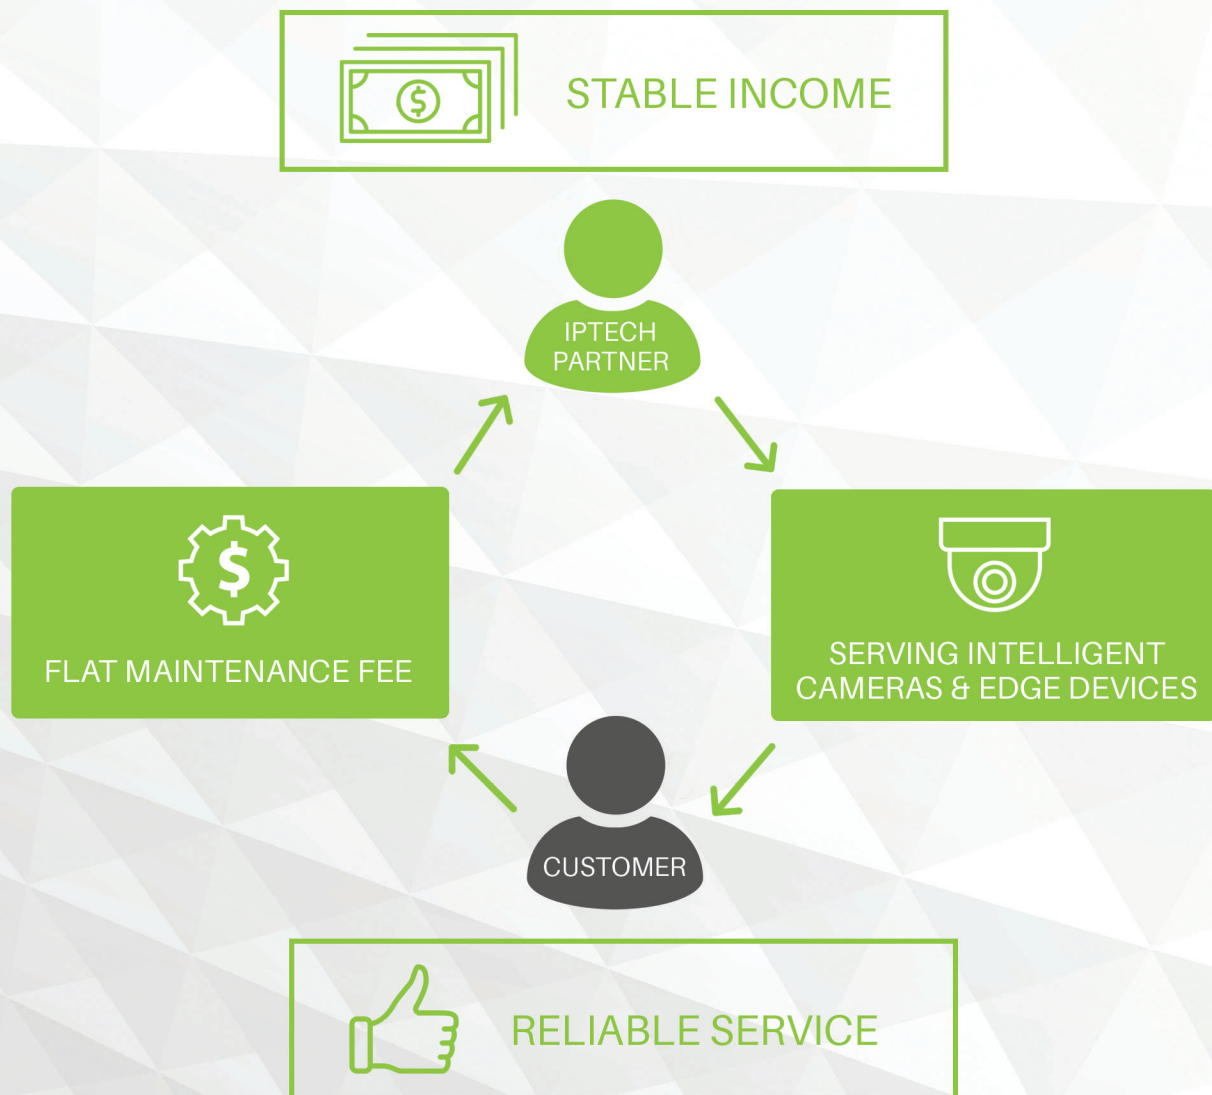 STABLE INCOME
IPTECH
PARTNER
FLAT MAINTENANCE FEE
SERVING INTELLIGENT
CAMERAS & EDGE DEVICES
CUSTOMER
RELIABLE SERVICE